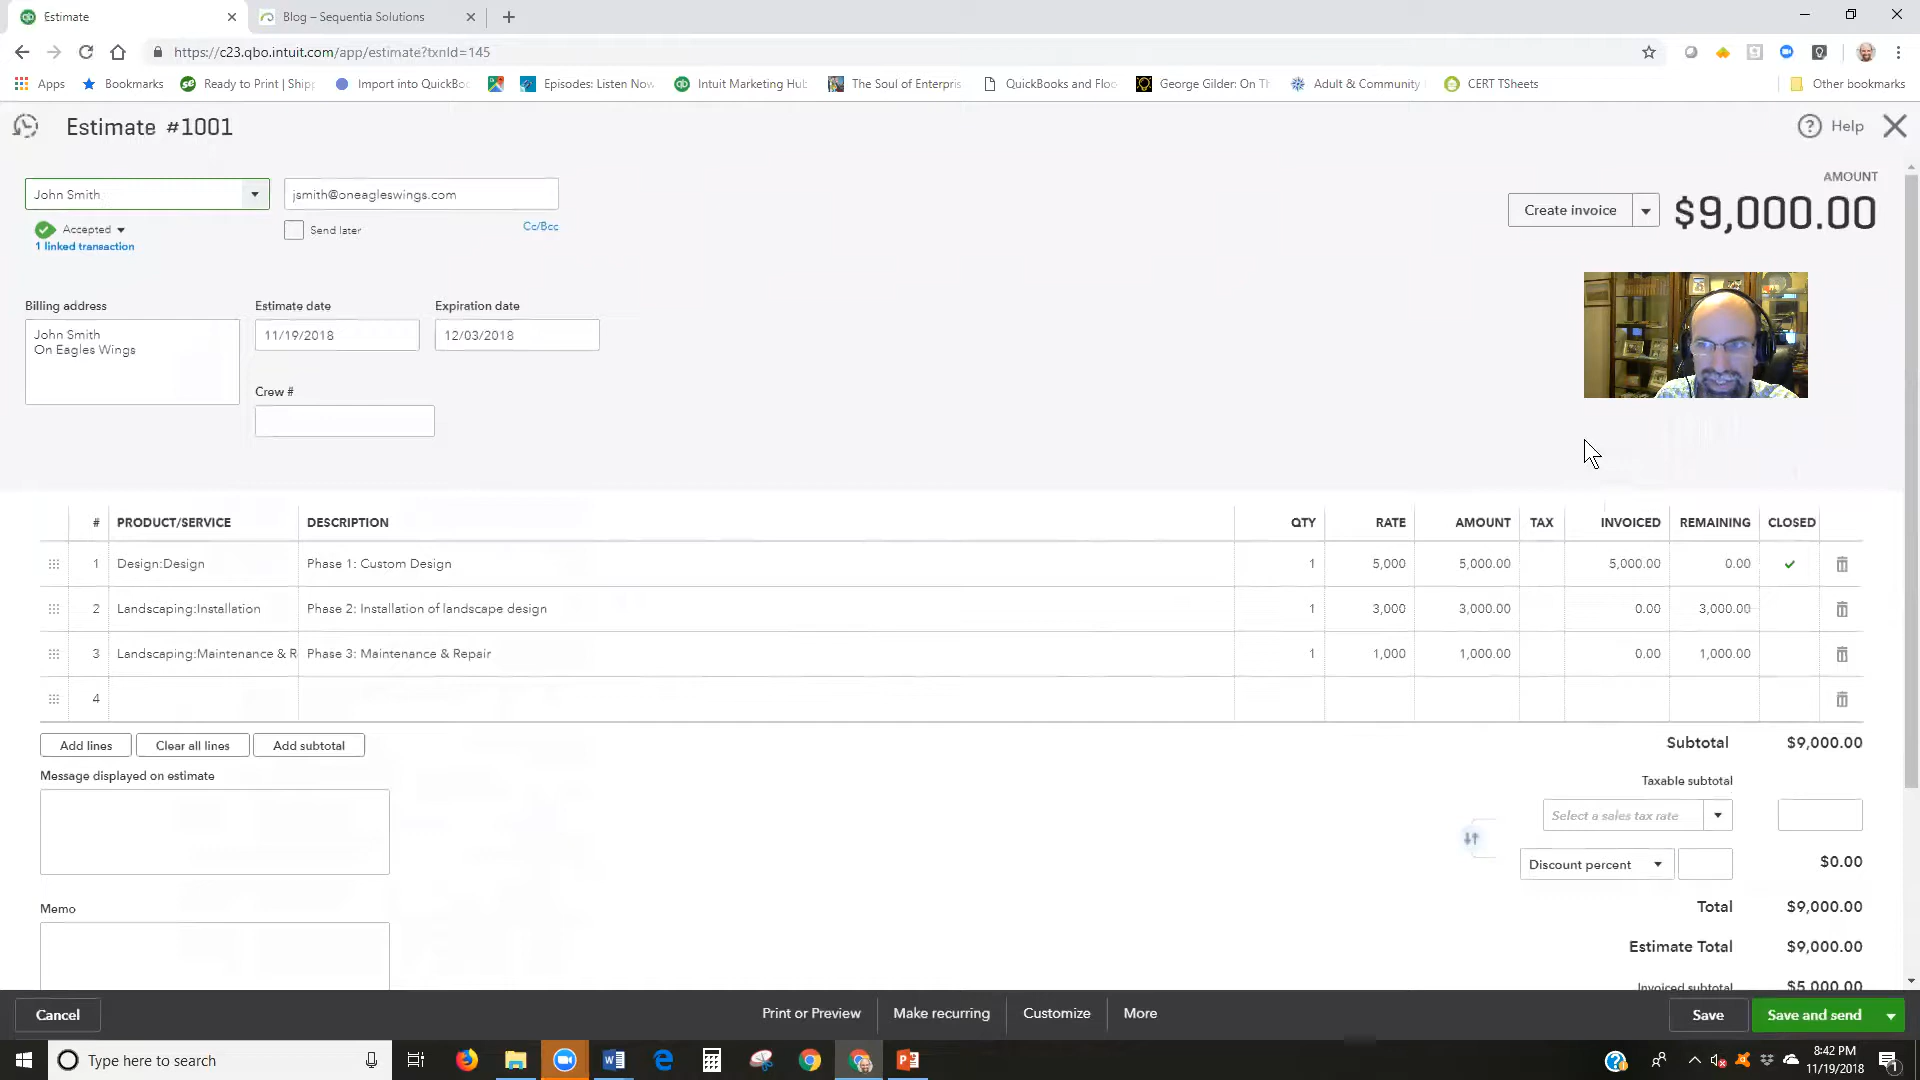 Estimate
Blog – Sequentia Solutions
https://c23.qbo.intuit.com/app/estimate?txnId=145
Apps
Bookmarks
Ready to Print | Ship
Import into QuickBo
Episodes: Listen Now
Intuit Marketing Hub
The Soul of Enterpris
QuickBooks and Floo
George Gilder: On Th
Adult & Community
CERT TSheets
Other bookmarks
Estimate #1001
Help
John Smith
jsmith@oneagleswings.com
AMOUNT
Create invoice
$9,000.00
Accepted
1 linked transaction
Send later
Cc/Bcc
Billing address
Estimate date
Expiration date
John Smith
On Eagles Wings
11/19/2018
12/03/2018
Crew #
# PRODUCT/SERVICE DESCRIPTION QTY RATE AMOUNT TAX INVOICED REMAINING CLOSED
1 Design:Design Phase 1: Custom Design 1 5,000 5,000.00 5,000.00 0.00
2 Landscaping:Installation Phase 2: Installation of landscape design 1 3,000 3,000.00 0.00 3,000.00
3 Landscaping:Maintenance & R Phase 3: Maintenance & Repair 1 1,000 1,000.00 0.00 1,000.00
4
Add lines
Clear all lines
Add subtotal
Subtotal $9,000.00
Message displayed on estimate
Taxable subtotal
Select a sales tax rate
Discount percent
$0.00
Memo
Total $9,000.00
Estimate Total $9,000.00
Invoiced subtotal $5,000.00
Cancel
Print or Preview
Make recurring
Customize
More
Save
Save and send
Type here to search
8:42 PM
11/19/2018
1